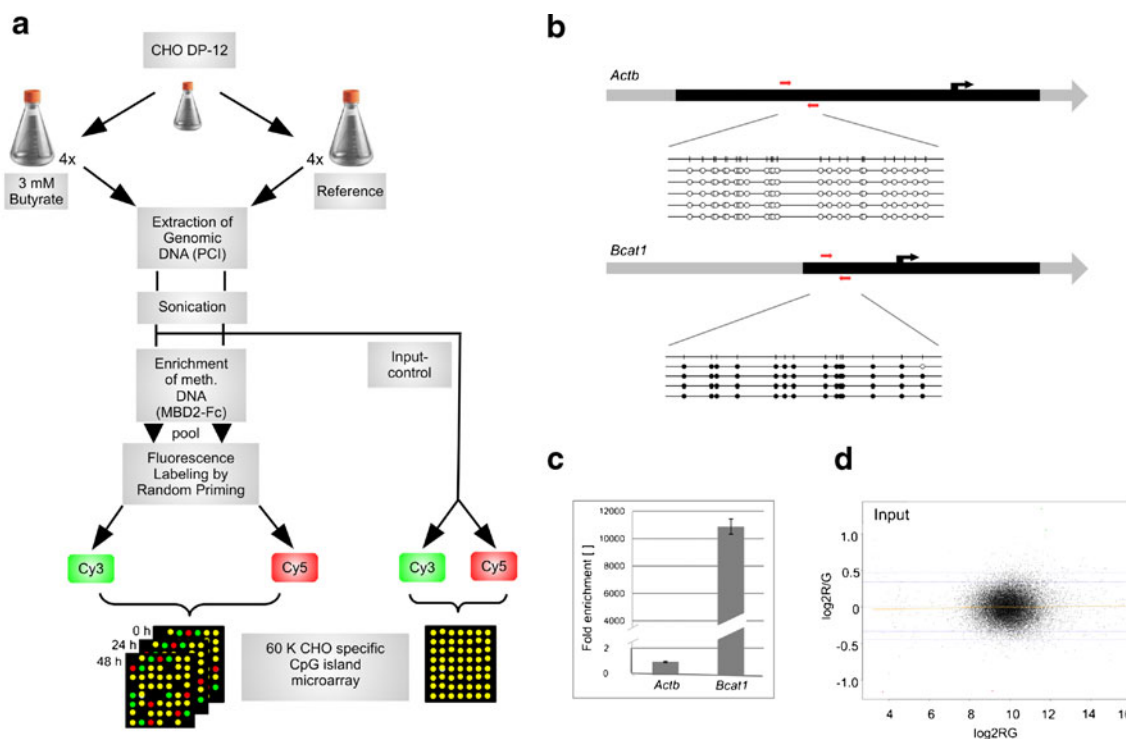 a
CHO DP-12
4x
4x
3 mM
Butyrate
Reference
Extraction of
Genomic
DNA (PCI)
Sonication
Enrichment
of meth.
DNA
(MBD2-Fc)
Input-
control
pool
Fluorescence
Labeling by
Random Priming
Cy3
Cy5
Cy3
Cy5
0 h
24 h
48 h
60 K CHO specific
CpG island
microarray
b
Actb
Bcat1
c
Fold enrichment [ ]
12000
10000
8000
6000
4000
2
0
Actb
Bcat1
d
Input
log2R/G
1.0
0.5
0
-0.5
-1.0
4
6
8
10
12
14
16
log2RG